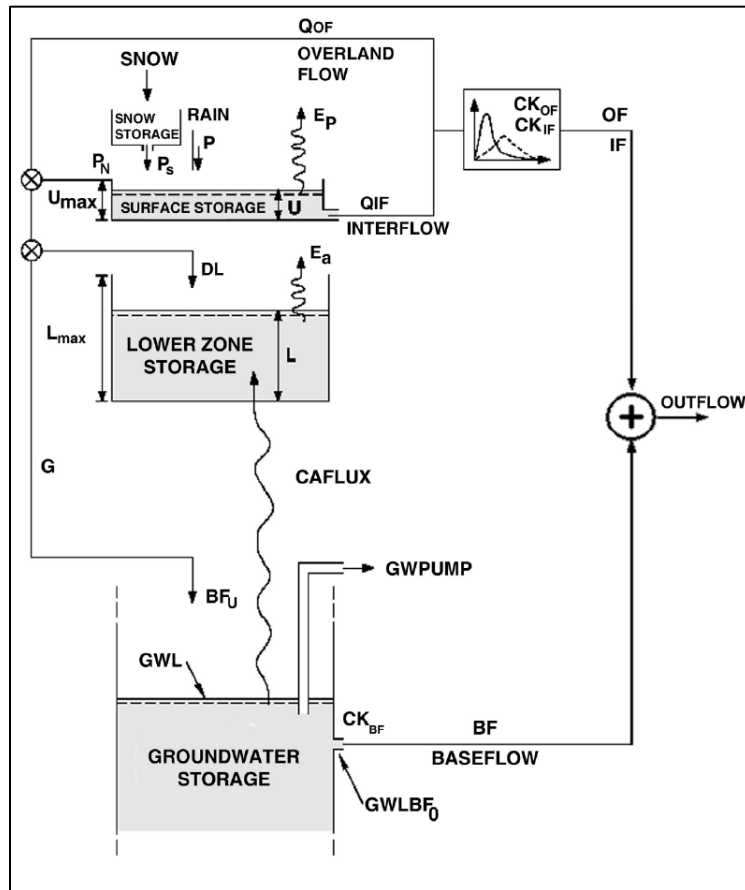 QOF
OVERLAND
FLOW
SNOW
SNOW
STORAGE
RAIN
P
Ps
EP
CKOF
CKIF
OF
IF
PN
Umax
SURFACE STORAGE
U
QIF
INTERFLOW
DL
Ea
Lmax
LOWER ZONE
STORAGE
L
OUTFLOW
G
CAFLUX
BFU
GWPUMP
GWL
CKBF
BF
BASEFLOW
GROUNDWATER
STORAGE
GWLBF0